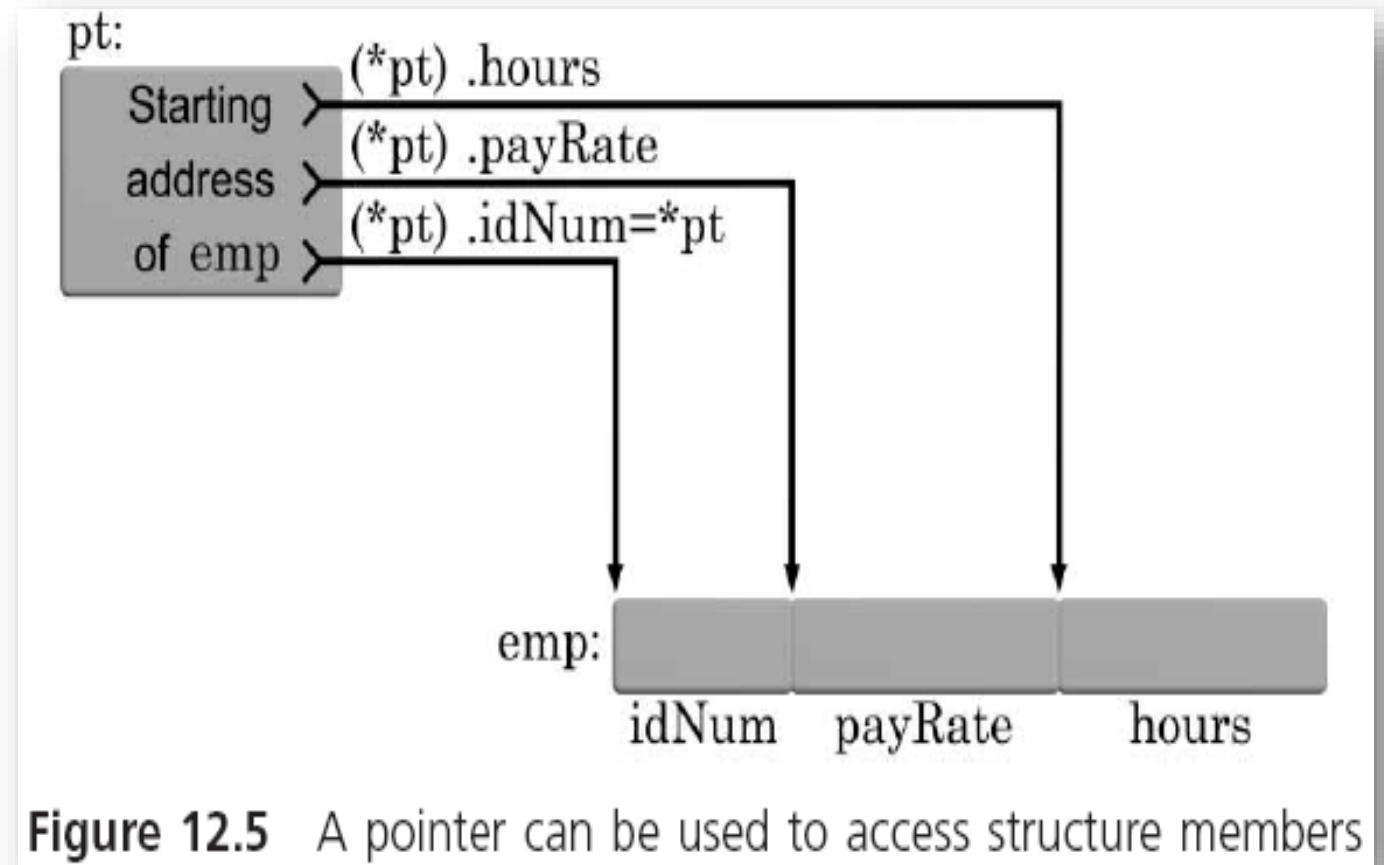 pt:
Starting
address
of emp
(*pt) .hours
(*pt) .payRate
(*pt) .idNum=*pt
emp:
idNum payRate hours
Figure 12.5 A pointer can be used to access structure members